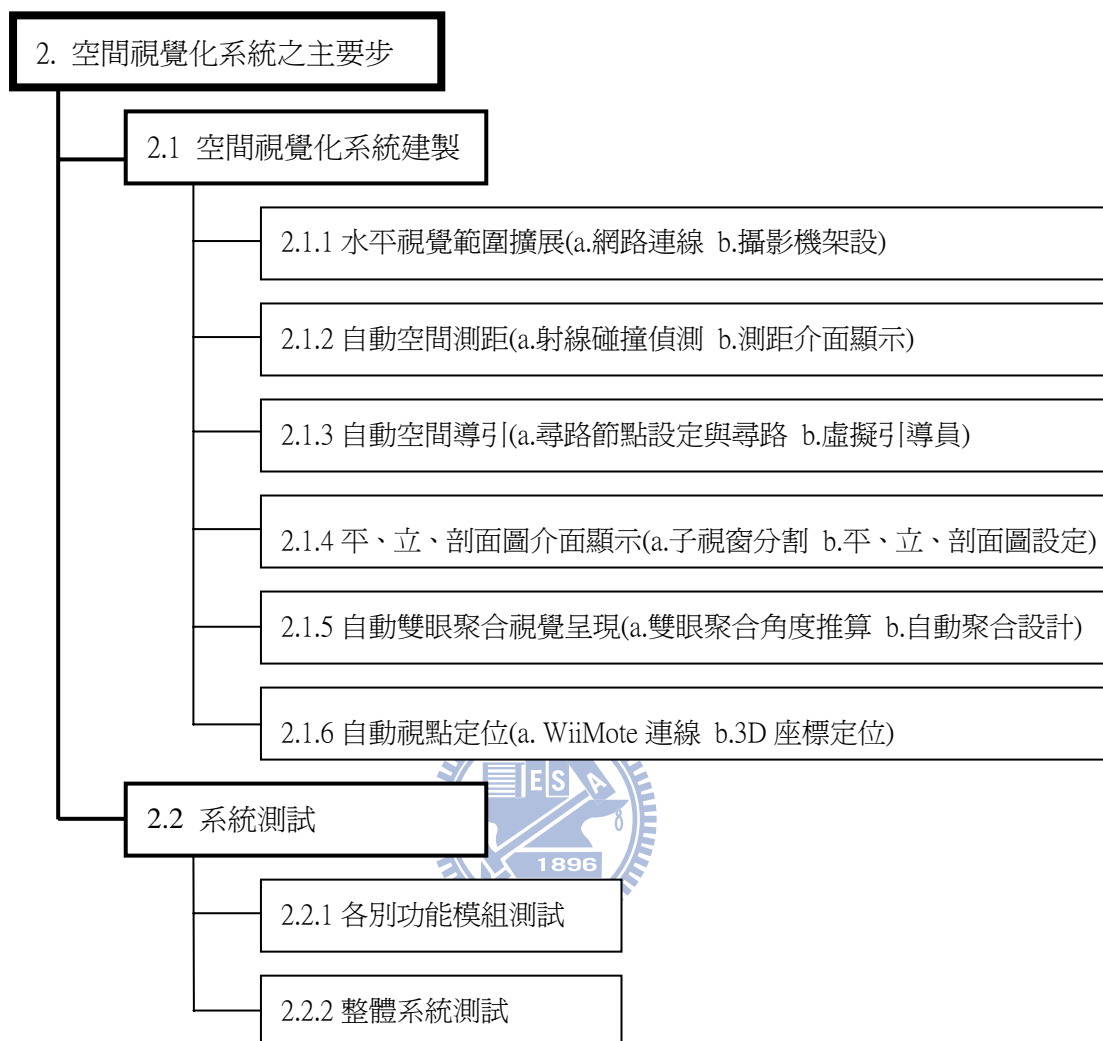 2. 空間視覺化系統之主要步
2.1 空間視覺化系統建製
2.1.1 水平視覺範圍擴展(a.網路連線 b.攝影機架設)
2.1.2 自動空間測距(a.射線碰撞偵測 b.測距介面顯示)
2.1.3 自動空間導引(a.尋路節點設定與尋路 b.虛擬引導員)
2.1.4 平、立、剖面圖介面顯示(a.子視窗分割 b.平、立、剖面圖設定)
2.1.5 自動雙眼聚合視覺呈現(a.雙眼聚合角度推算 b.自動聚合設計)
2.1.6 自動視點定位(a. WiiMote 連線 b.3D 座標定位)
E S A
8
2.2 系統測試
1896
2.2.1 各別功能模組測試
2.2.2 整體系統測試